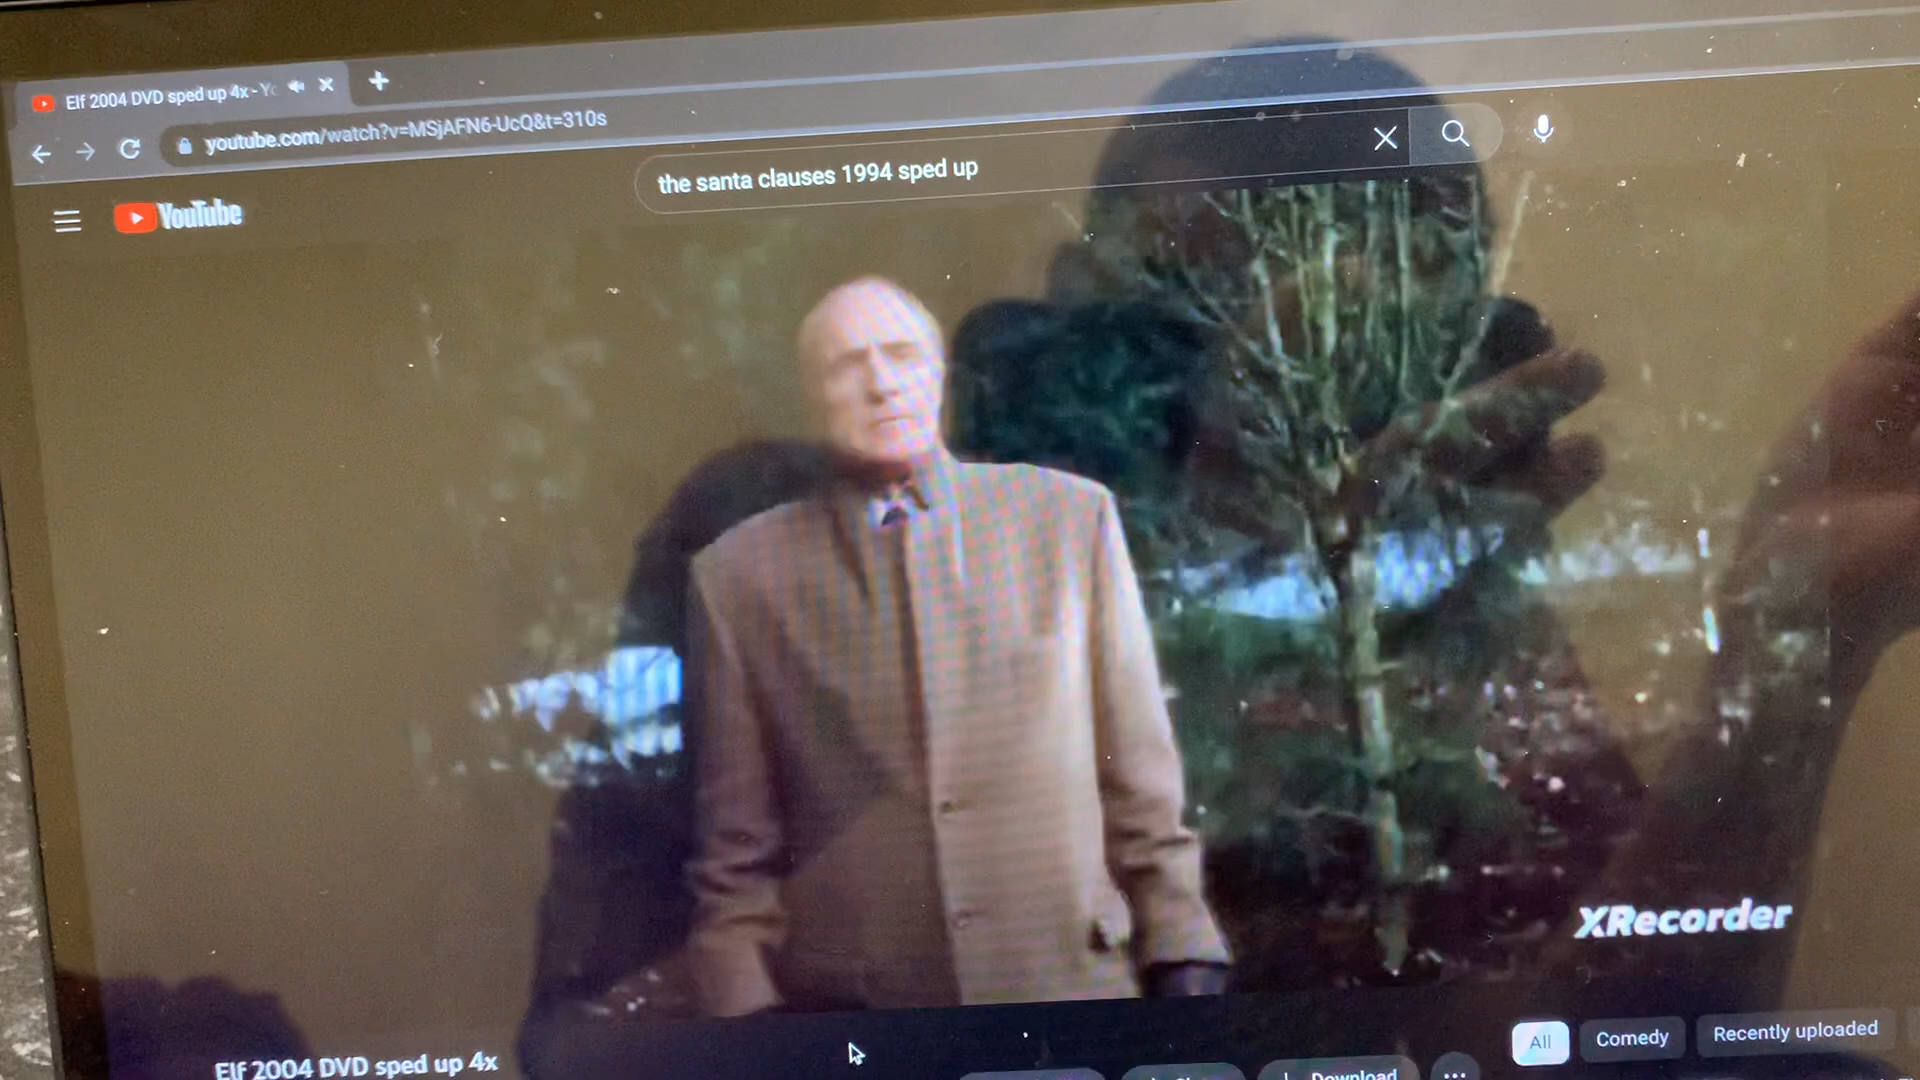 Elf 2004 DVD sped up 4x - Yo
youtube.com/watch?v=MSjAFN6-UcQ&t=310s
the santa clauses 1994 sped up
YouTube
XRecorder
Elf 2004 DVD sped up 4x
All
Comedy
Recently uploaded
Download